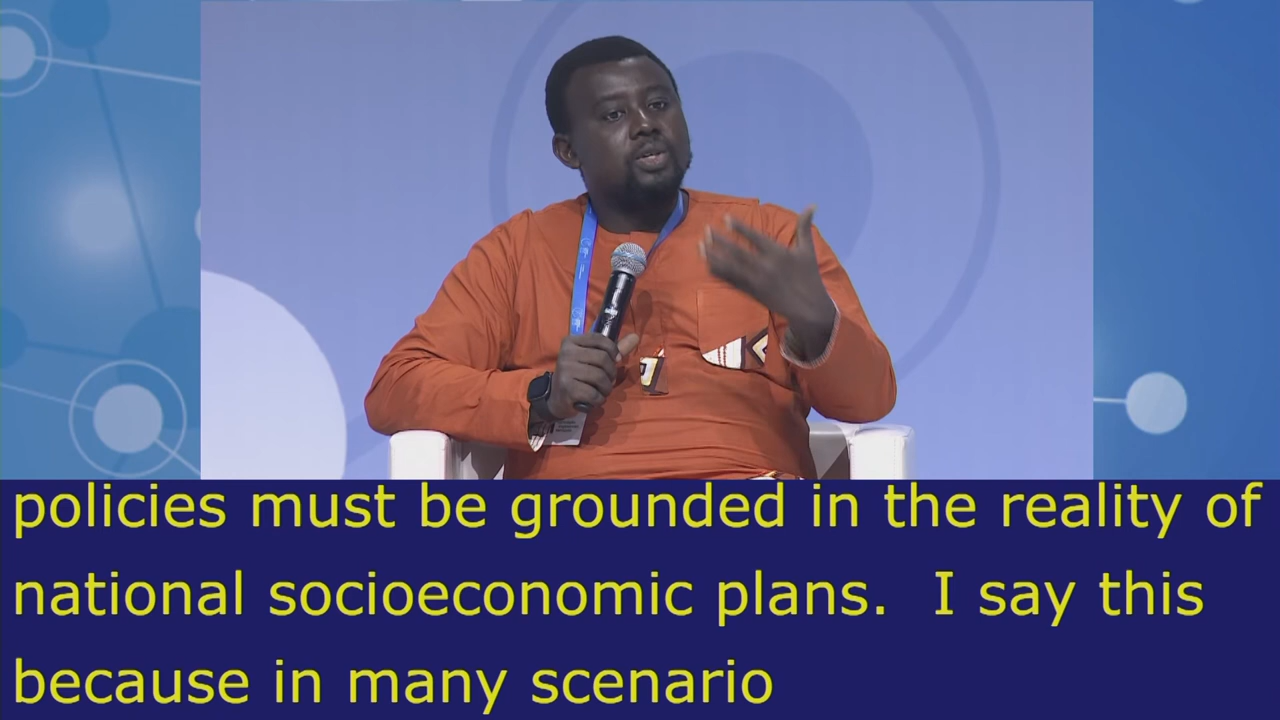 policies must be grounded in the reality of
national socioeconomic plans.  I say this
because in many scenario